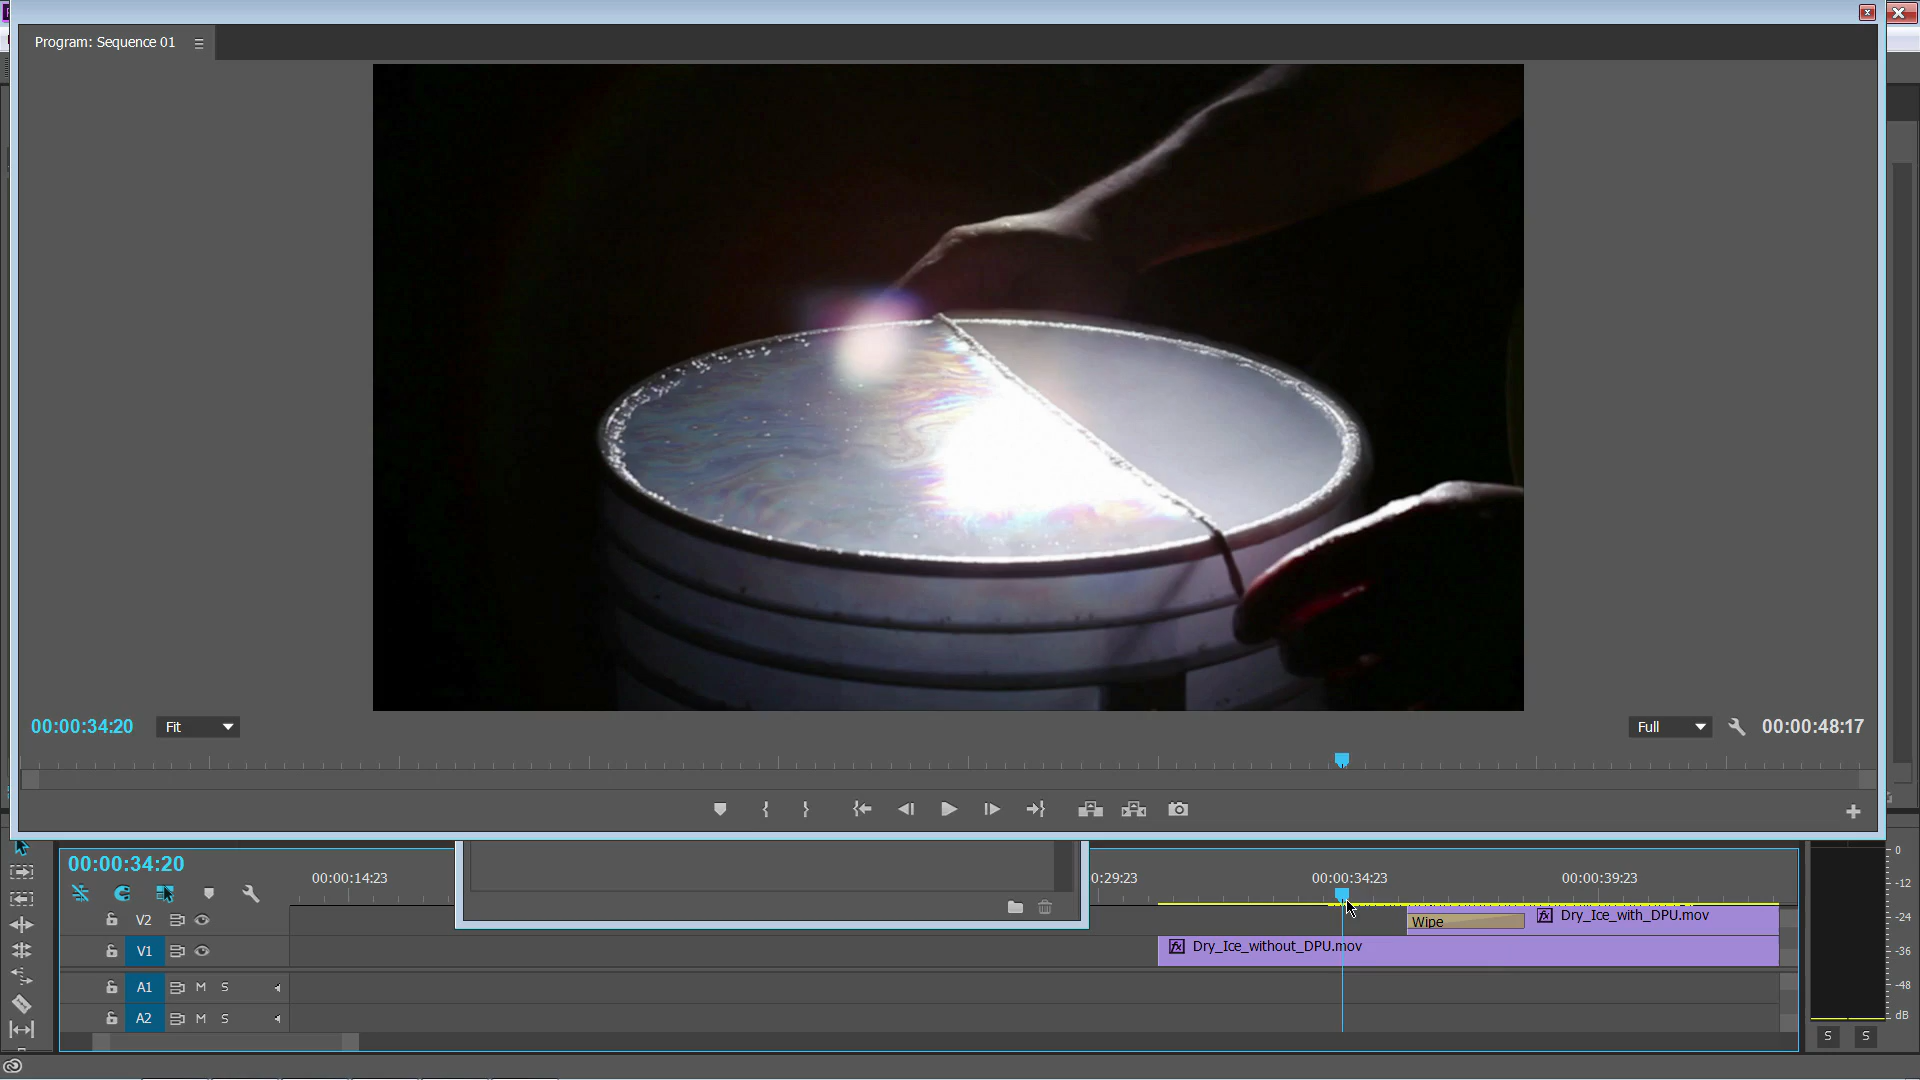 Program: Sequence 01
00:00:34:20
Fit
Full
00:00:48:17
00:00:34:20
00:00:14:23
0:29:23
00:00:34:23
00:00:39:23
0
-12
-24
-36
-48
dB
V2
Wipe
fx Dry_Ice_with_DPU.mov
V1
fx Dry_Ice_without_DPU.mov
A1 M S
A2 M S
S S